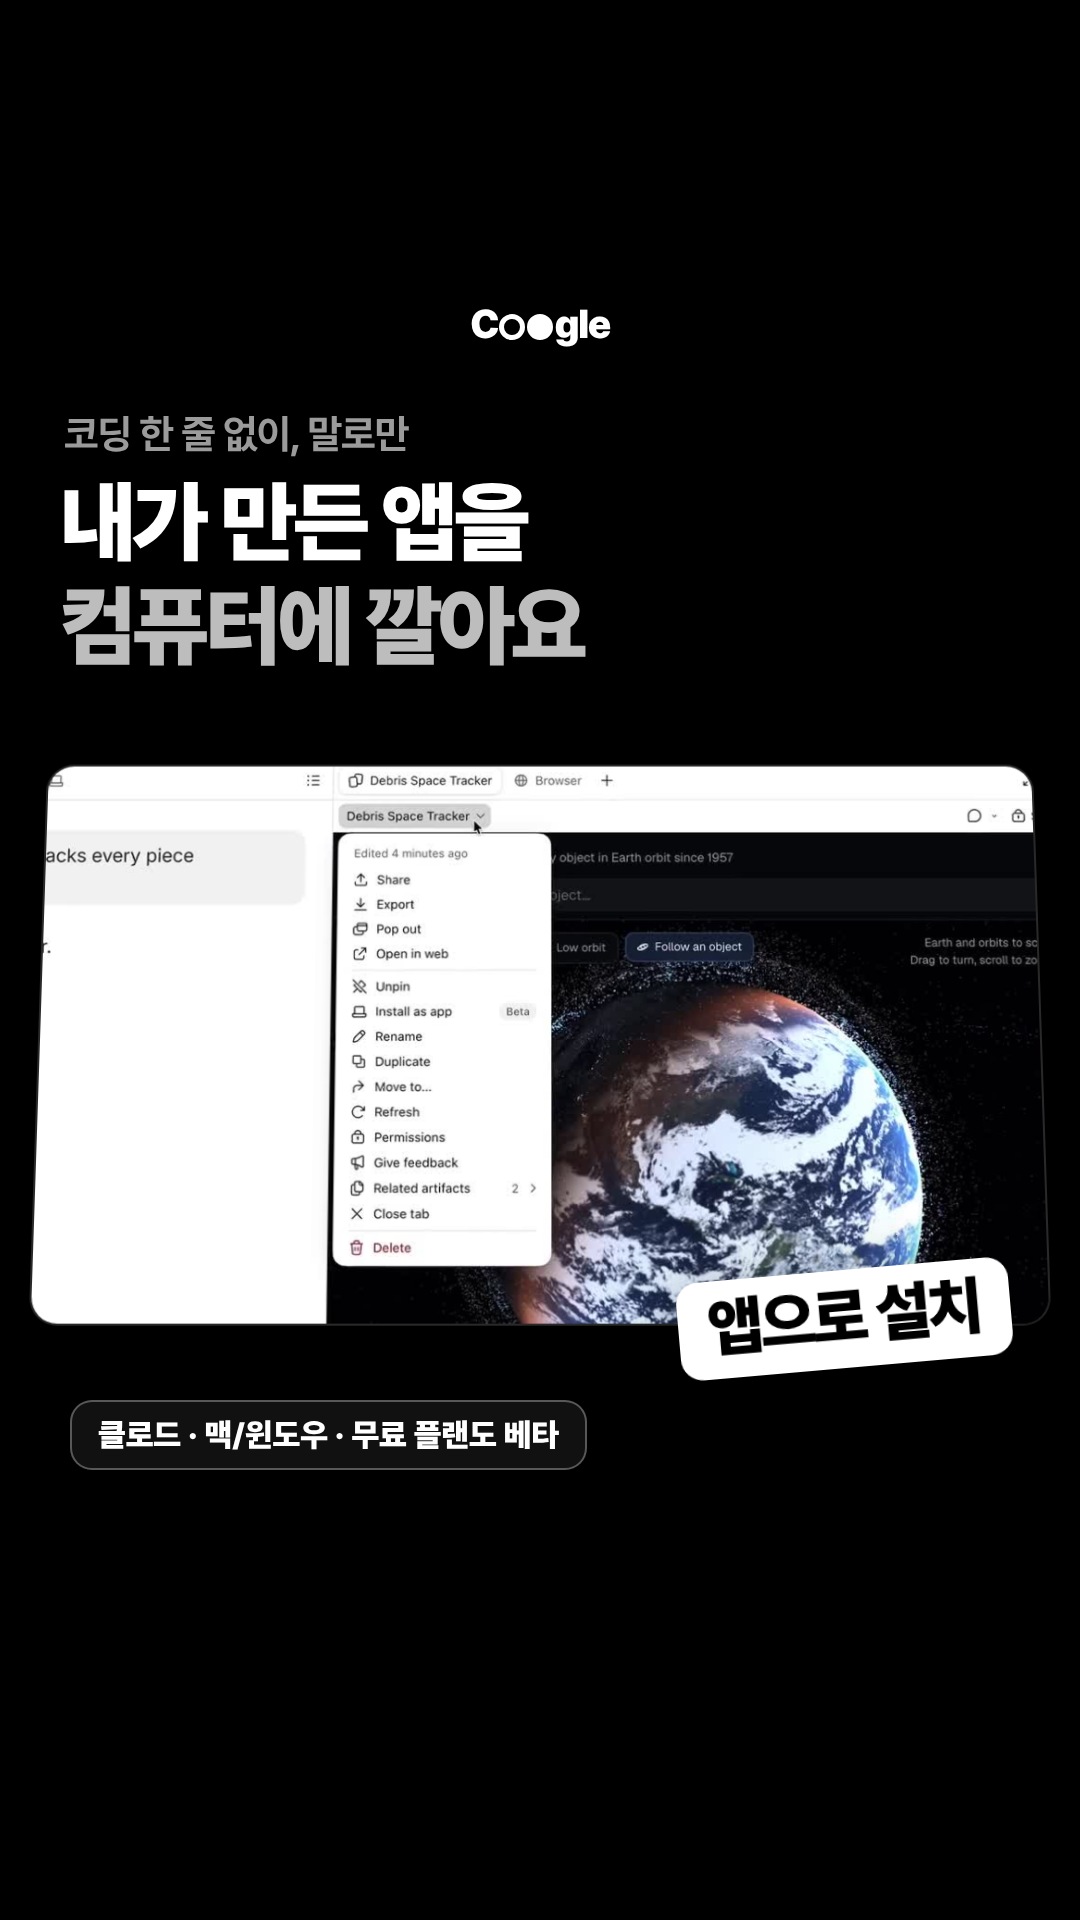 Coogle
코딩 한 줄 없이, 말로만
내가 만든 앱을
컴퓨터에 깔아요
Debris Space Tracker
Browser
Debris Space Tracker
acks every piece
r.
Edited 4 minutes ago
Share
Export
Pop out
Open in web
Unpin
Install as app Beta
Rename
Duplicate
Move to...
Refresh
Permissions
Give feedback
Related artifacts 2
Close tab
Delete
y object in Earth orbit since 1957
oject...
Low orbit
Follow an object
Earth and orbits to sc
Drag to turn, scroll to zo
앱으로 설치
클로드 · 맥/윈도우 · 무료 플랜도 베타